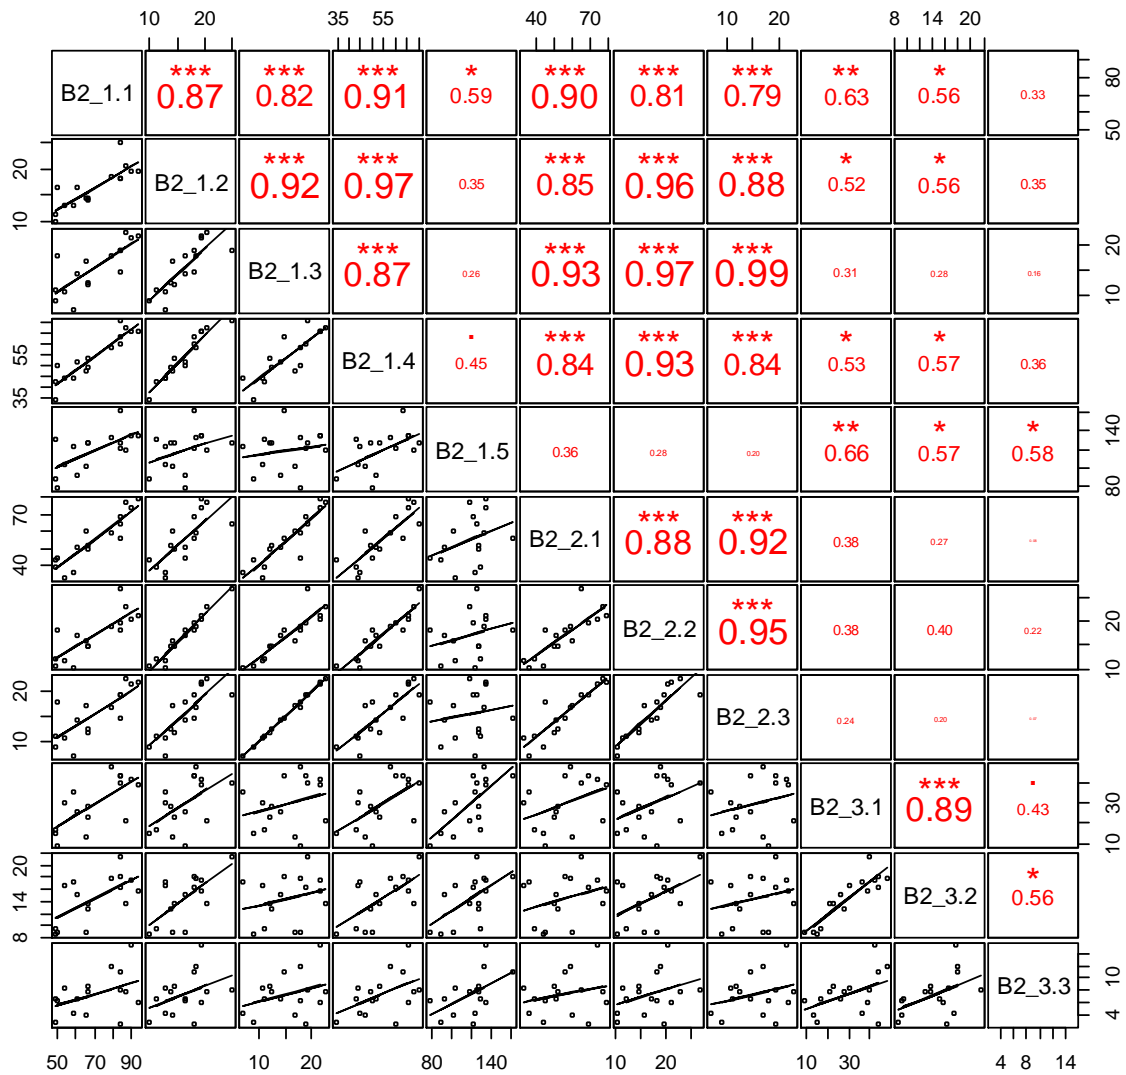 10 20 35 55 40 70 10 20 8 14 20
*** *** *** * *** *** *** ** *
B2_1.1 0.87 0.82 0.91 0.59 0.90 0.81 0.79 0.63 0.56 0.33 50 80
*** *** *** *** *** * *
10 20 B2_1.2 0.92 0.97 0.35 0.85 0.96 0.88 0.52 0.56 0.35
*** *** *** ***
B2_1.3 0.87 0.26 0.93 0.97 0.99 0.31 0.28 0.16 10 20
. *** *** *** * *
35 55 B2_1.4 0.45 0.84 0.93 0.84 0.53 0.57 0.36
** * *
B2_1.5 0.36 0.28 0.20 0.66 0.57 0.58 80 140
*** ***
40 70 B2_2.1 0.88 0.92 0.38 0.27
***
B2_2.2 0.95 0.38 0.40 0.22 10 20
10 20 B2_2.3 0.24 0.20
*** .
B2_3.1 0.89 0.43 10 30
*
8 14 20 B2_3.2 0.56
B2_3.3 4 10
50 70 90 10 20 80 140 10 20 10 30 4 8 14